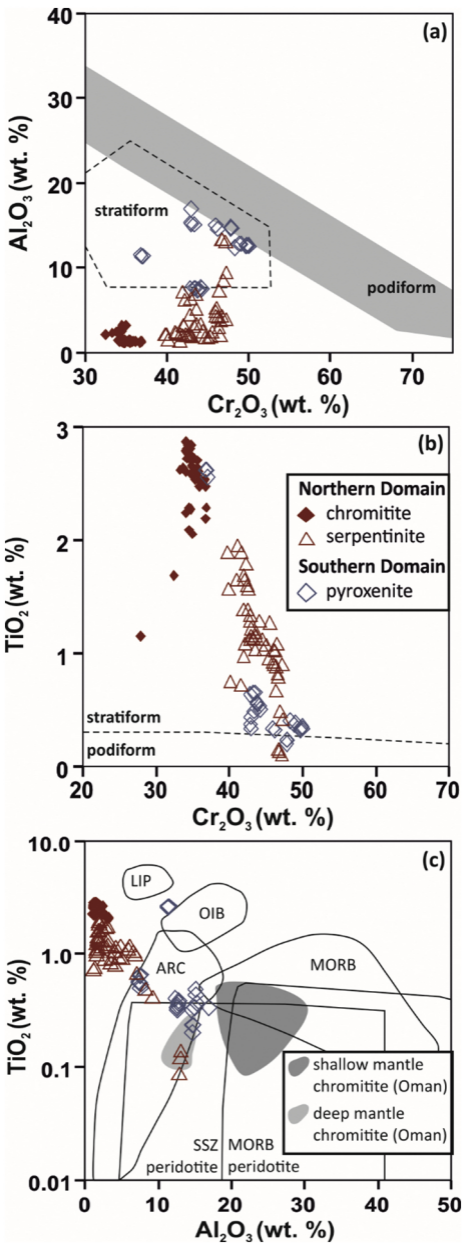 (a)
40
30
20
10
0
Al₂O₃ (wt. %)
stratiform
podiform
30 40 50 60 70
Cr₂O₃ (wt. %)
(b)
3
2
1
0
TiO₂ (wt. %)
Northern Domain
chromitite
serpentinite
Southern Domain
pyroxenite
stratiform
podiform
20 30 40 50 60 70
Cr₂O₃ (wt. %)
(c)
10.0
1.0
0.1
0.01
TiO₂ (wt. %)
LIP
OIB
ARC
MORB
shallow mantle
chromitite (Oman)
deep mantle
chromitite (Oman)
SSZ
peridotite
MORB
peridotite
0 10 20 30 40 50
Al₂O₃ (wt. %)